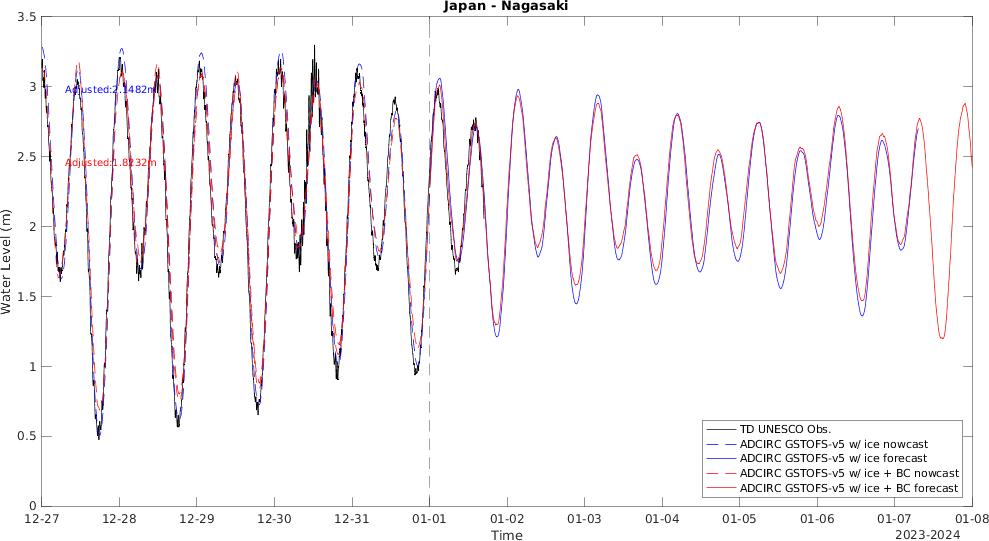 Japan - Nagasaki
3.5
3
2.5
2
1.5
1
0.5
0
Water Level (m)
Adjusted:2.1482m
Adjusted:1.8232m
TD UNESCO Obs.
ADCIRC GSTOFS-v5 w/ ice nowcast
ADCIRC GSTOFS-v5 w/ ice forecast
ADCIRC GSTOFS-v5 w/ ice + BC nowcast
ADCIRC GSTOFS-v5 w/ ice + BC forecast
12-27 12-28 12-29 12-30 12-31 01-01 01-02 01-03 01-04 01-05 01-06 01-07 01-08
Time
2023-2024